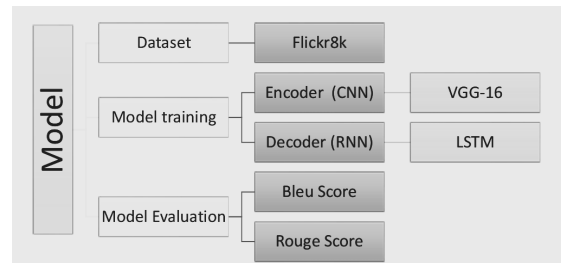 Model
Dataset
Flickr8k
Model training
Encoder (CNN)
VGG-16
Decoder (RNN)
LSTM
Model Evaluation
Bleu Score
Rouge Score